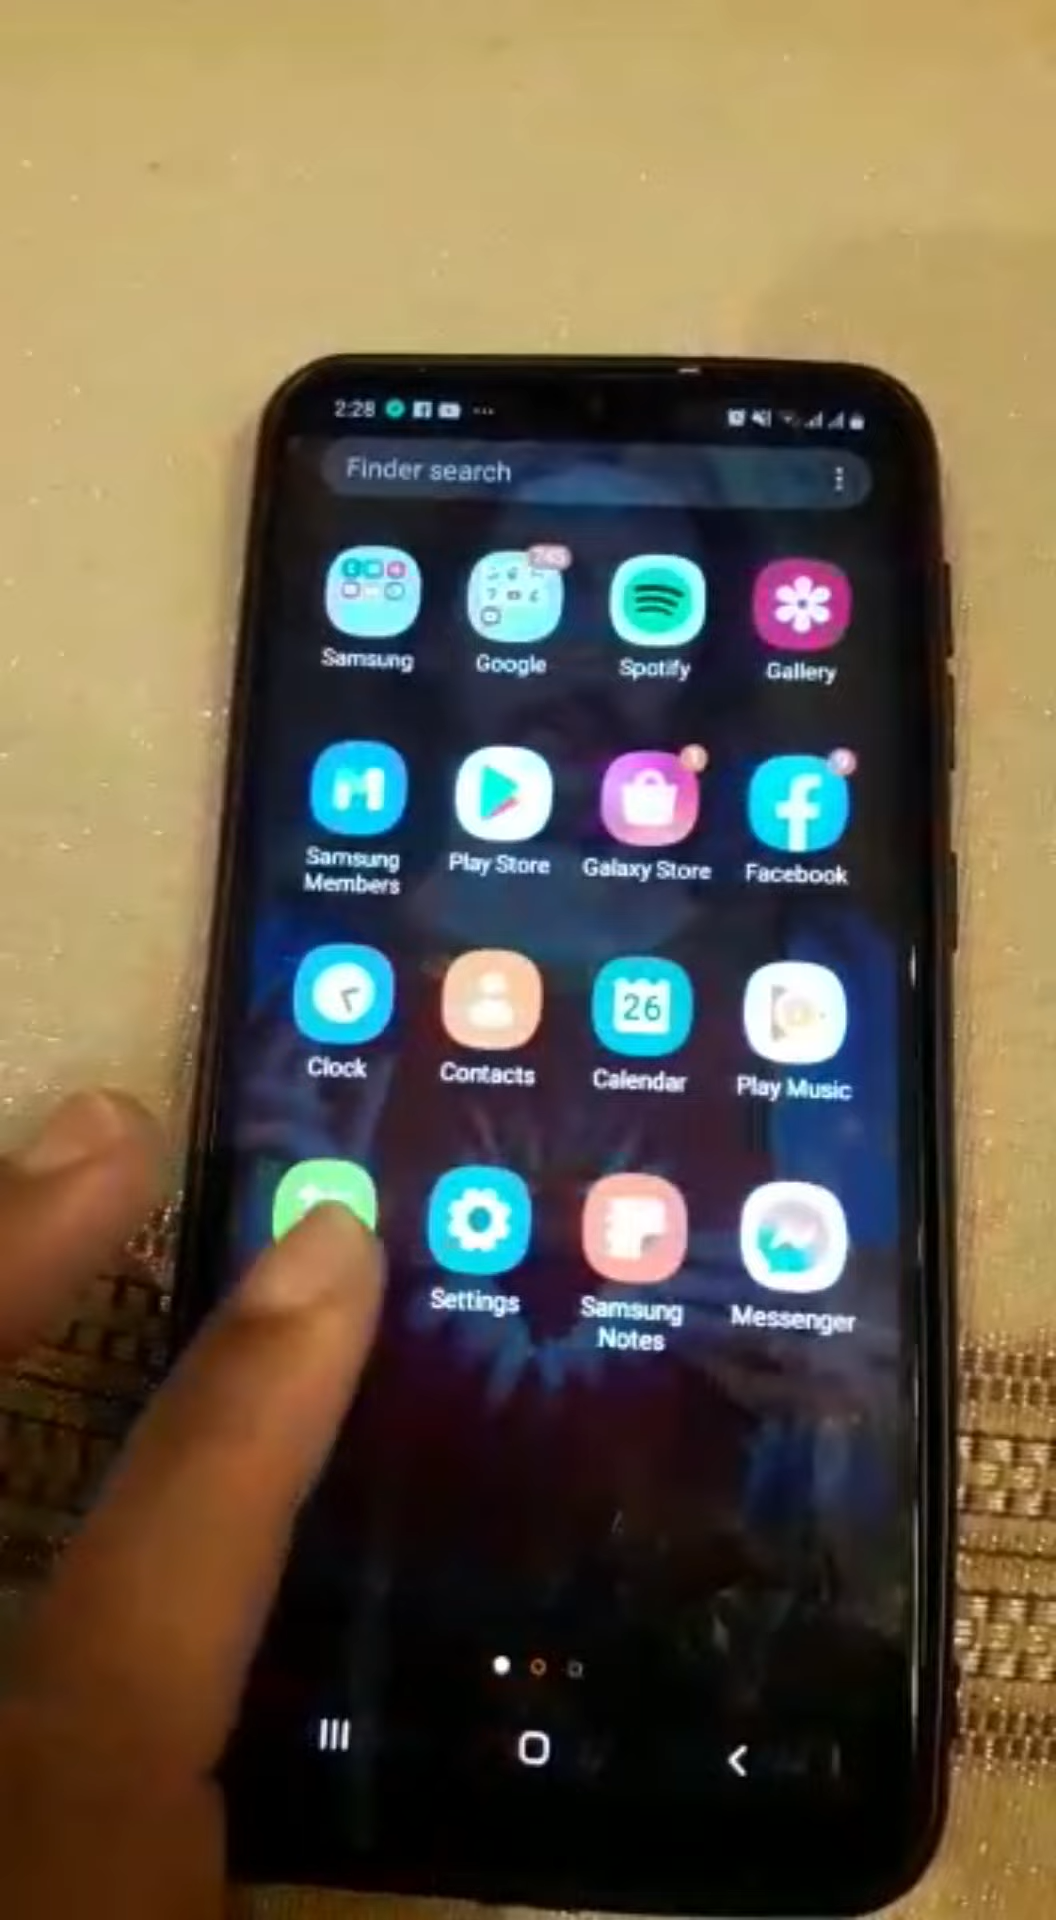 2:28
Finder search
Samsung
Google
Spotify
Gallery
Samsung
Members
Play Store
Galaxy Store
Facebook
26
Clock
Contacts
Calendar
Play Music
Settings
Samsung
Notes
Messenger